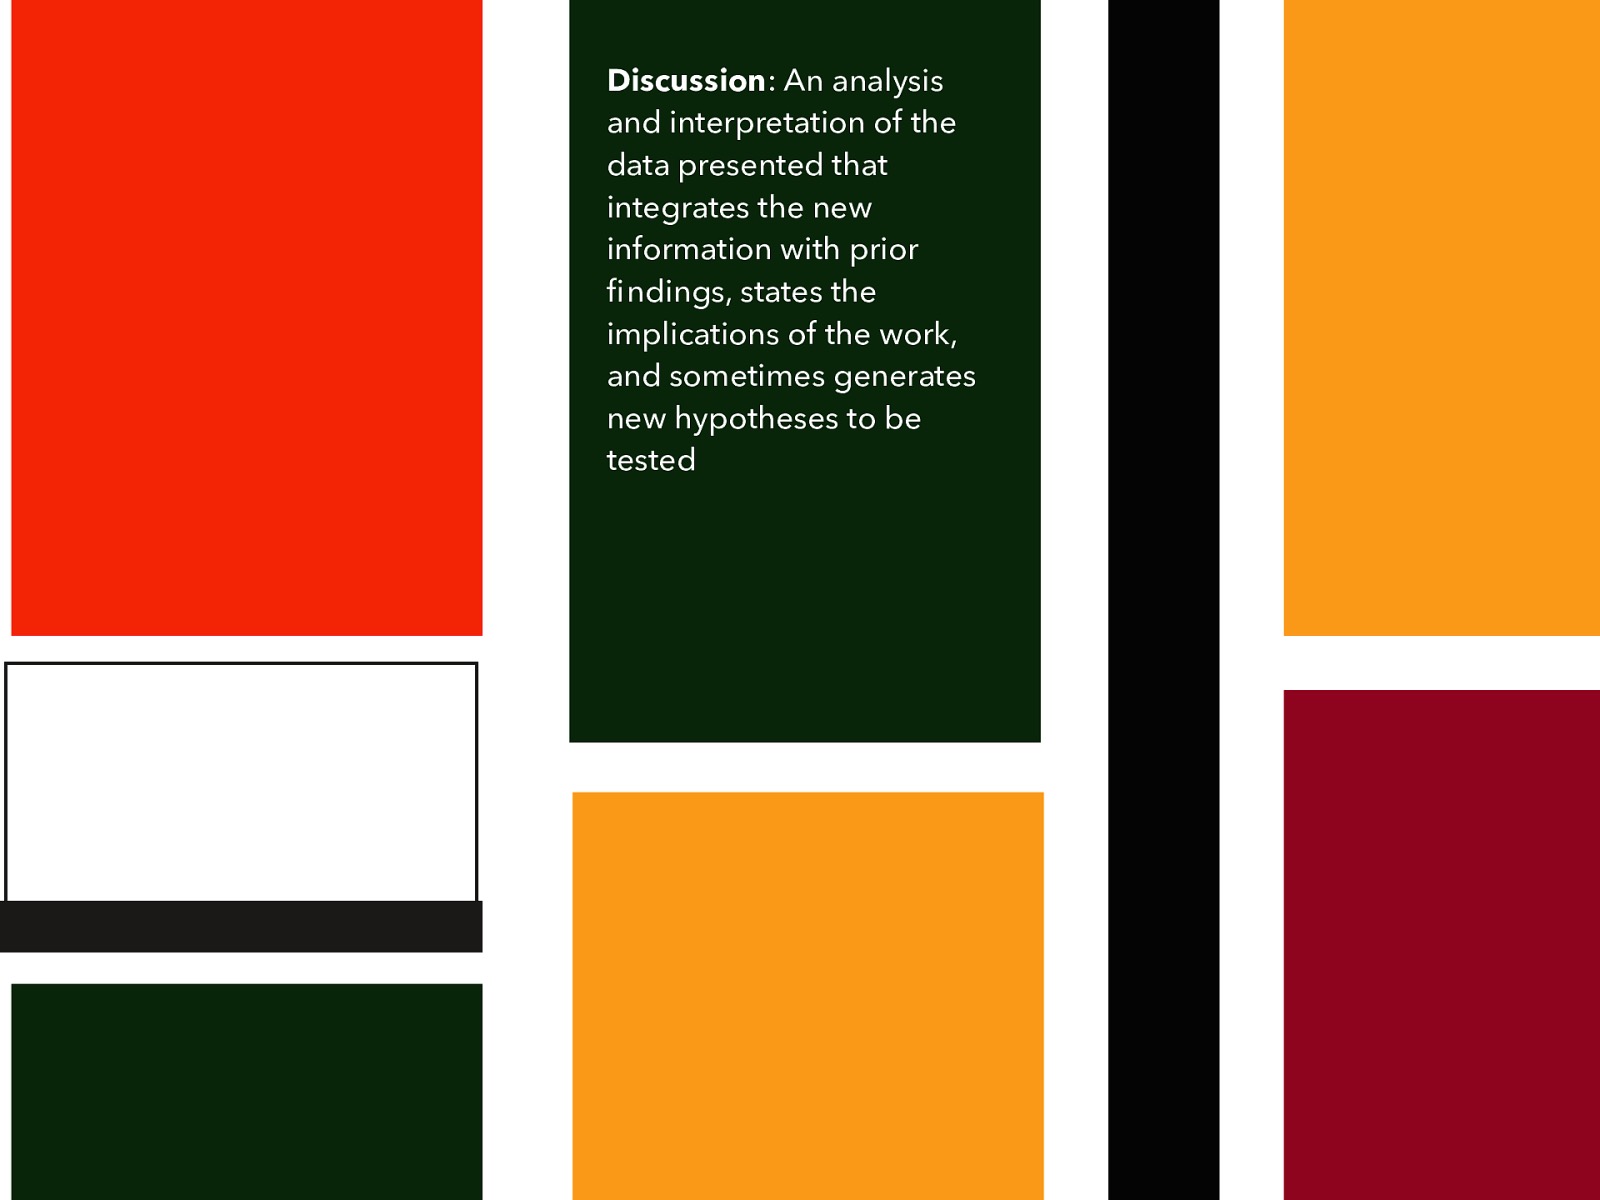 Discussion: An analysis
and interpretation of the
data presented that
integrates the new
information with prior
findings, states the
implications of the work,
and sometimes generates
new hypotheses to be
tested